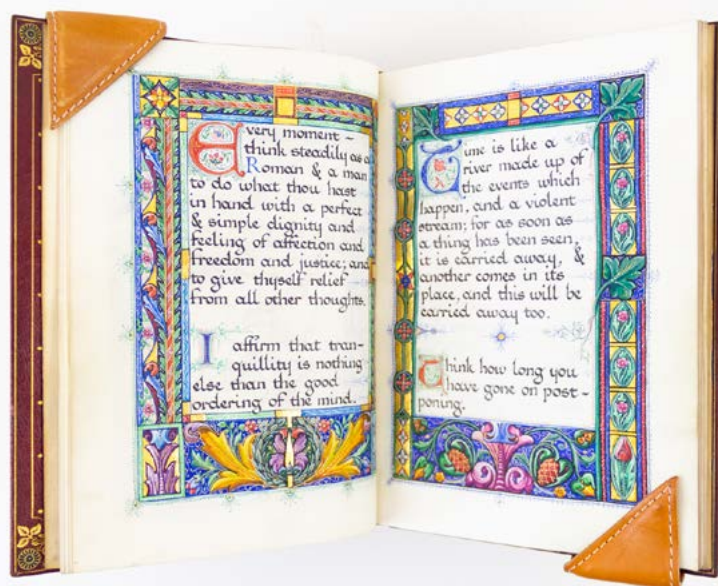 Every moment –
think steadily as a
Roman & a man
to do what thou hast
in hand with a perfect
& simple dignity and
feeling of affection and
freedom and justice; and
to give thyself relief
from all other thoughts.
I affirm that tran-
quillity is nothing
else than the good
ordering of the mind.
Time is like a
river made up of
the events which
happen, and a violent
stream; for as soon as
a thing has been seen,
it is carried away, &
another comes in its
place, and this will be
carried away too.
Think how long you
have gone on post-
poning.